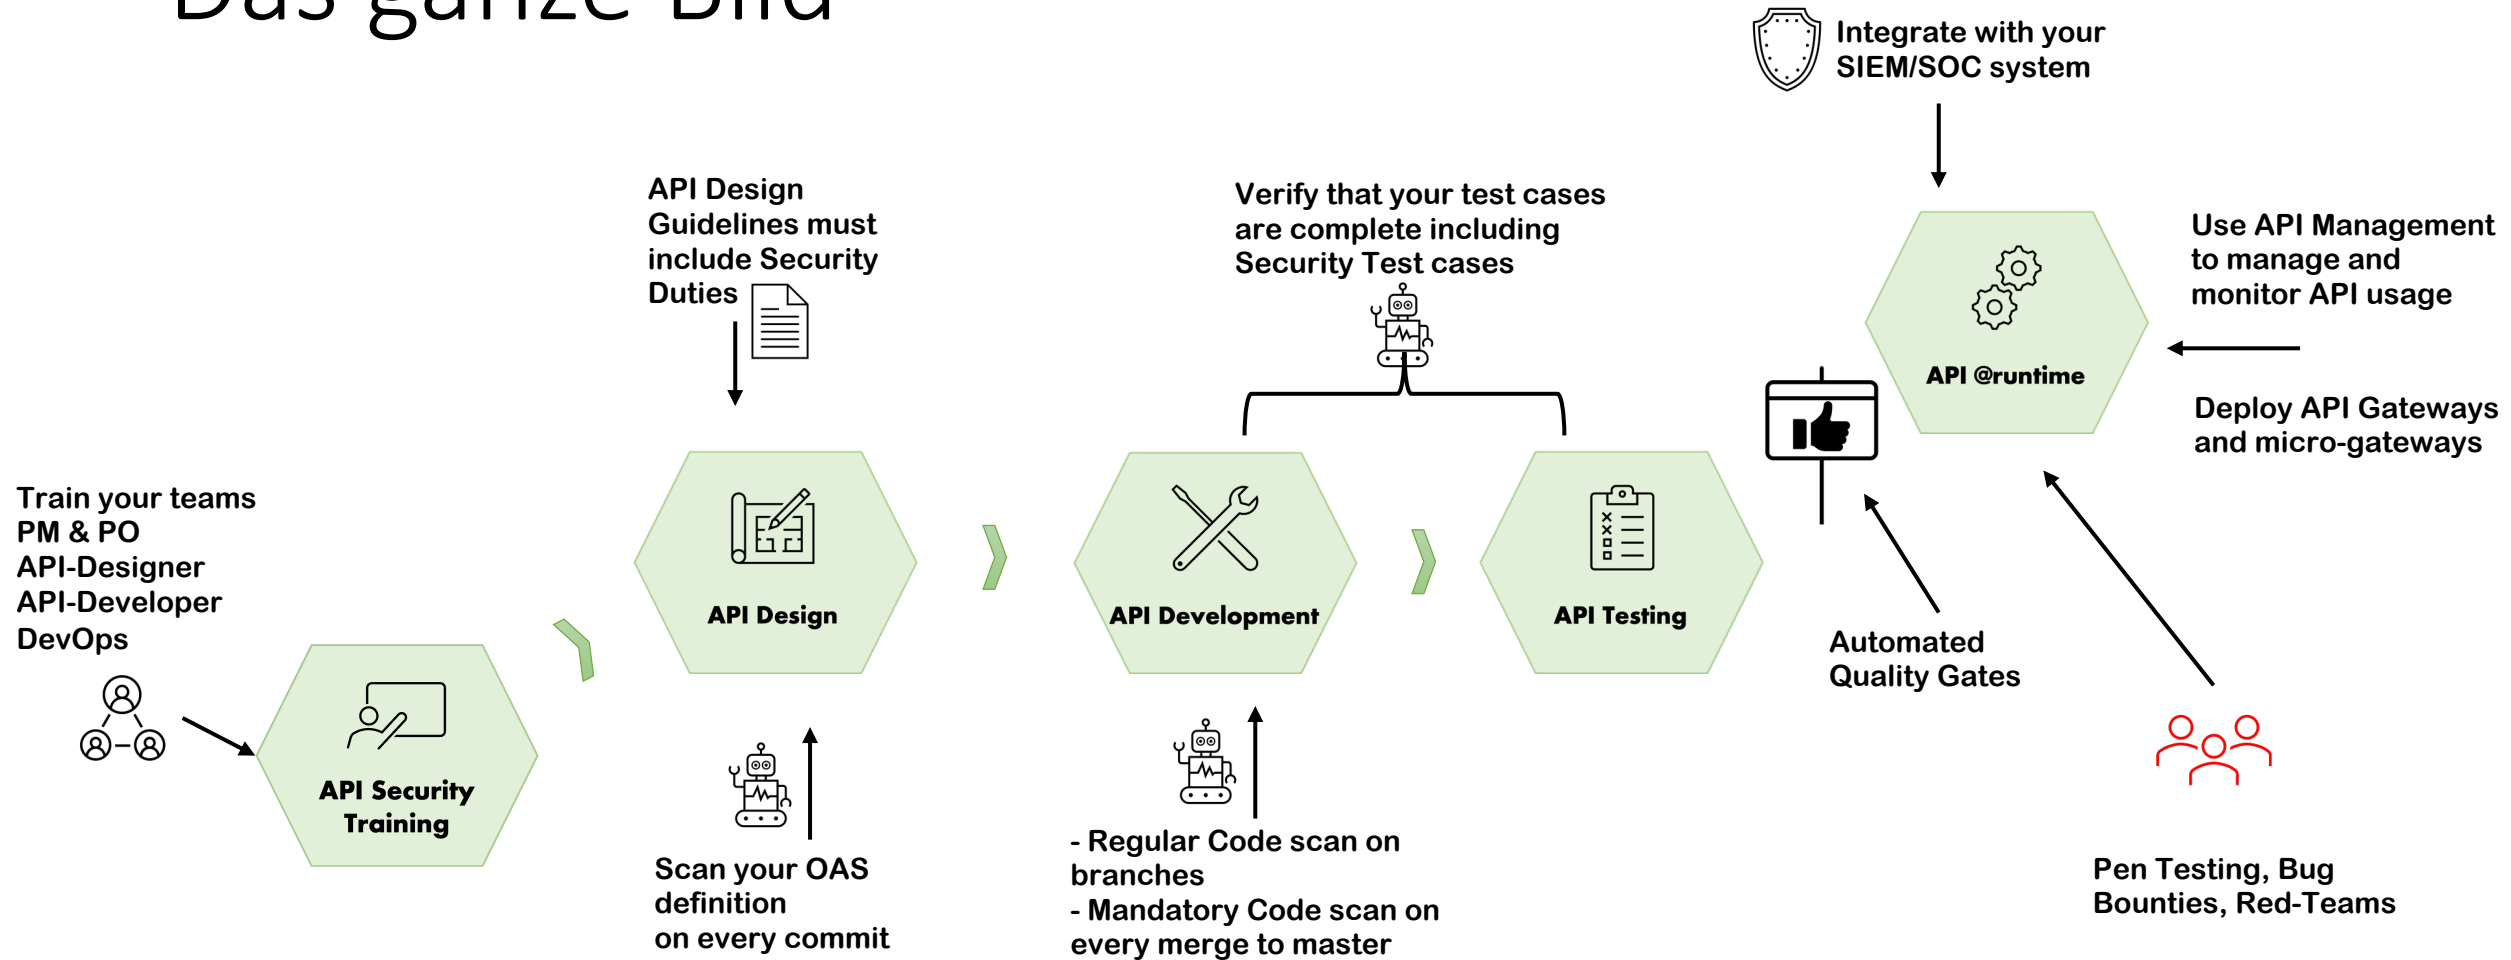 Das ganze Bild
Integrate with your
SIEM/SOC system
API Design
Guidelines must
include Security
Duties
Verify that your test cases
are complete including
Security Test cases
Use API Management
to manage and
monitor API usage
API @runtime
Deploy API Gateways
and micro-gateways
Train your teams
PM & PO
API-Designer
API-Developer
DevOps
API Design
API Development
API Testing
Automated
Quality Gates
API Security
Training
Scan your OAS
definition
on every commit
- Regular Code scan on
branches
- Mandatory Code scan on
every merge to master
Pen Testing, Bug
Bounties, Red-Teams